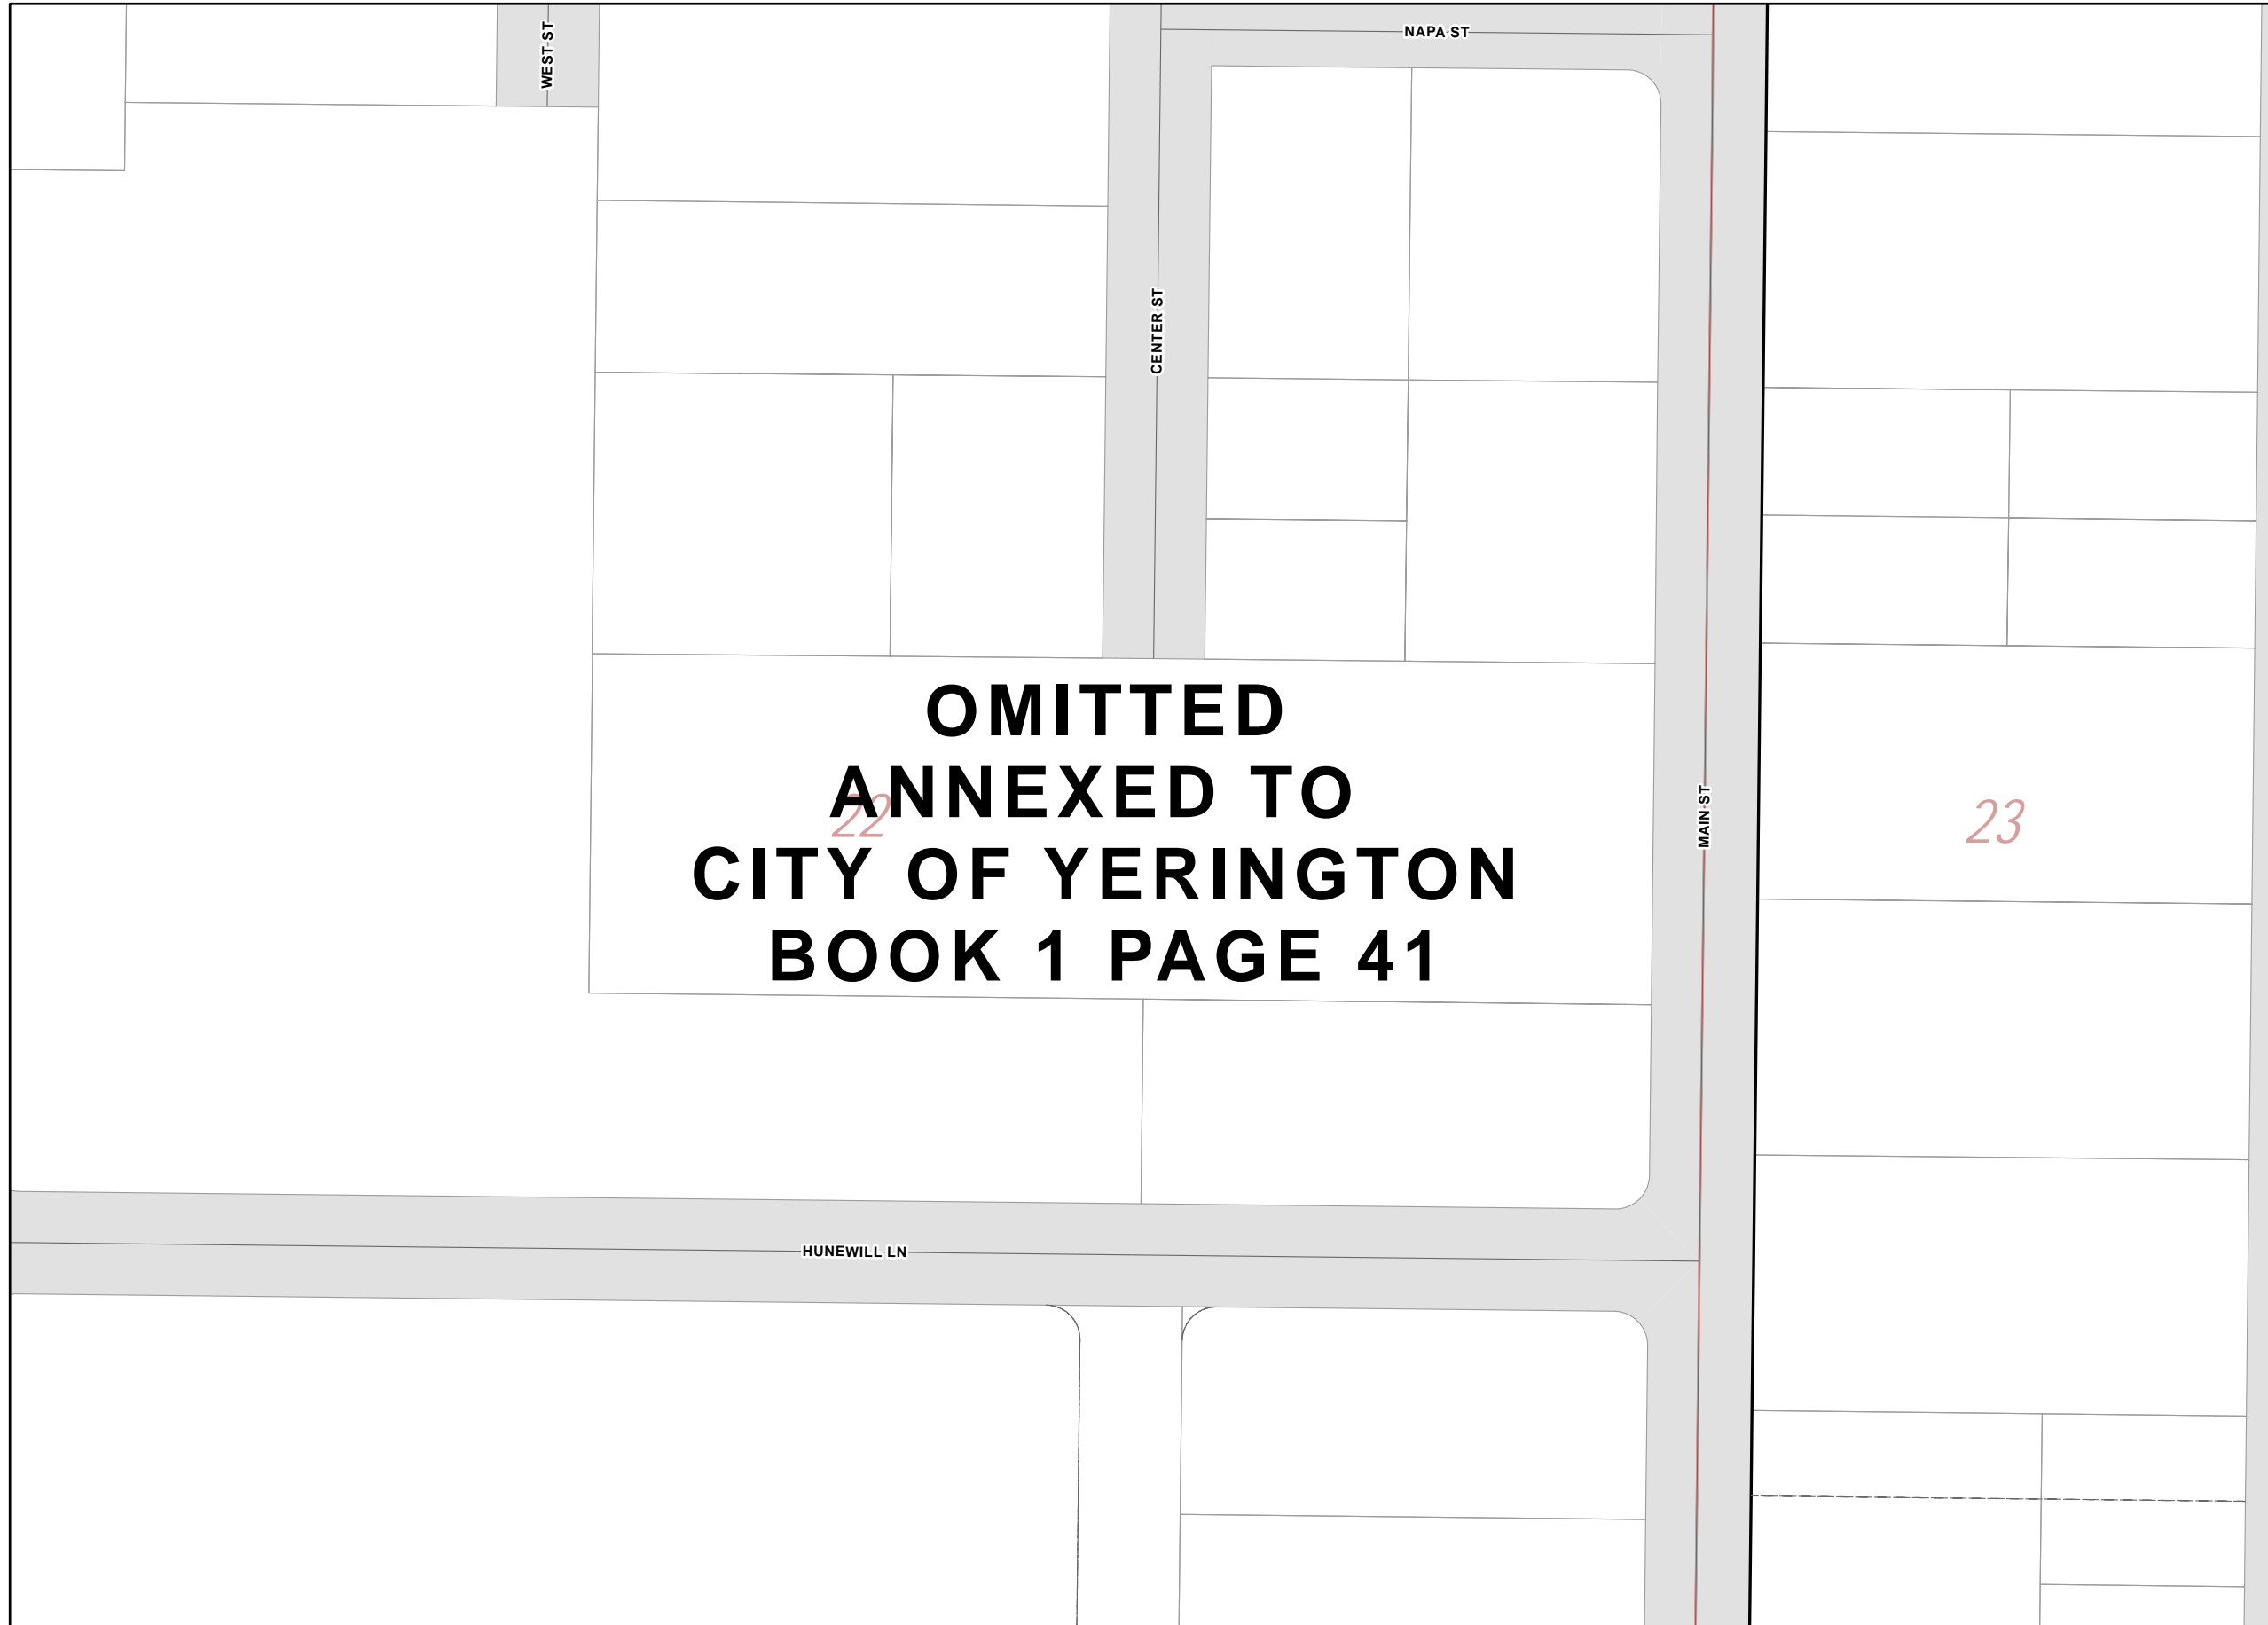 WEST ST
NAPA ST
CENTER ST
OMITTED
ANNEXED TO
22
CITY OF YERINGTON
BOOK 1 PAGE 41
MAIN ST
23
HUNEWILL LN